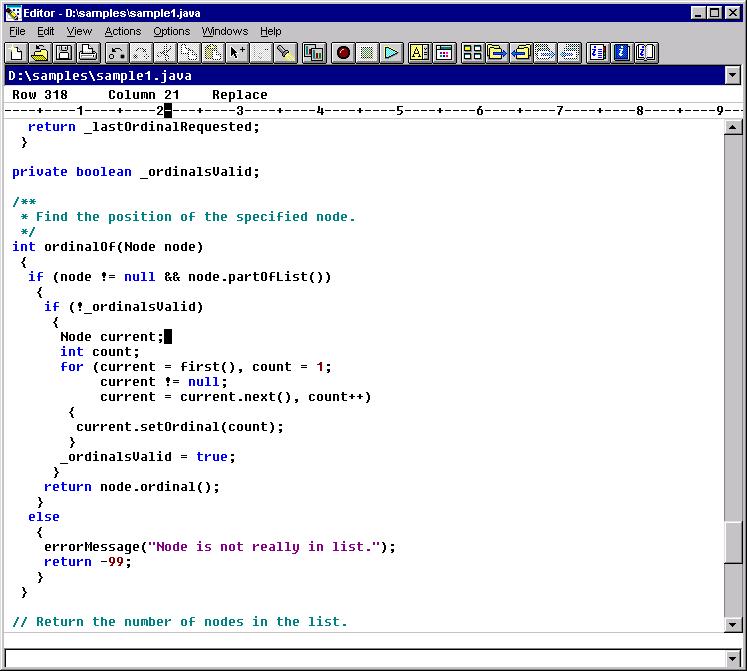 Editor - D:\samples\sample1.java
File Edit View Actions Options Windows Help
D:\samples\sample1.java
Row 318 Column 21 Replace
----+----1----+----2----+----3----+----4----+----5----+----6----+----7----+----8----+----9----
return _lastOrdinalRequested;
}
private boolean _ordinalsValid;
/**
* Find the position of the specified node.
*/
int ordinalOf(Node node)
{
if (node != null && node.partOfList())
{
if (!_ordinalsValid)
{
Node current;
int count;
for (current = first(), count = 1;
current != null;
current = current.next(), count++)
{
current.setOrdinal(count);
}
_ordinalsValid = true;
}
return node.ordinal();
}
else
{
errorMessage("Node is not really in list.");
return -99;
}
}
// Return the number of nodes in the list.